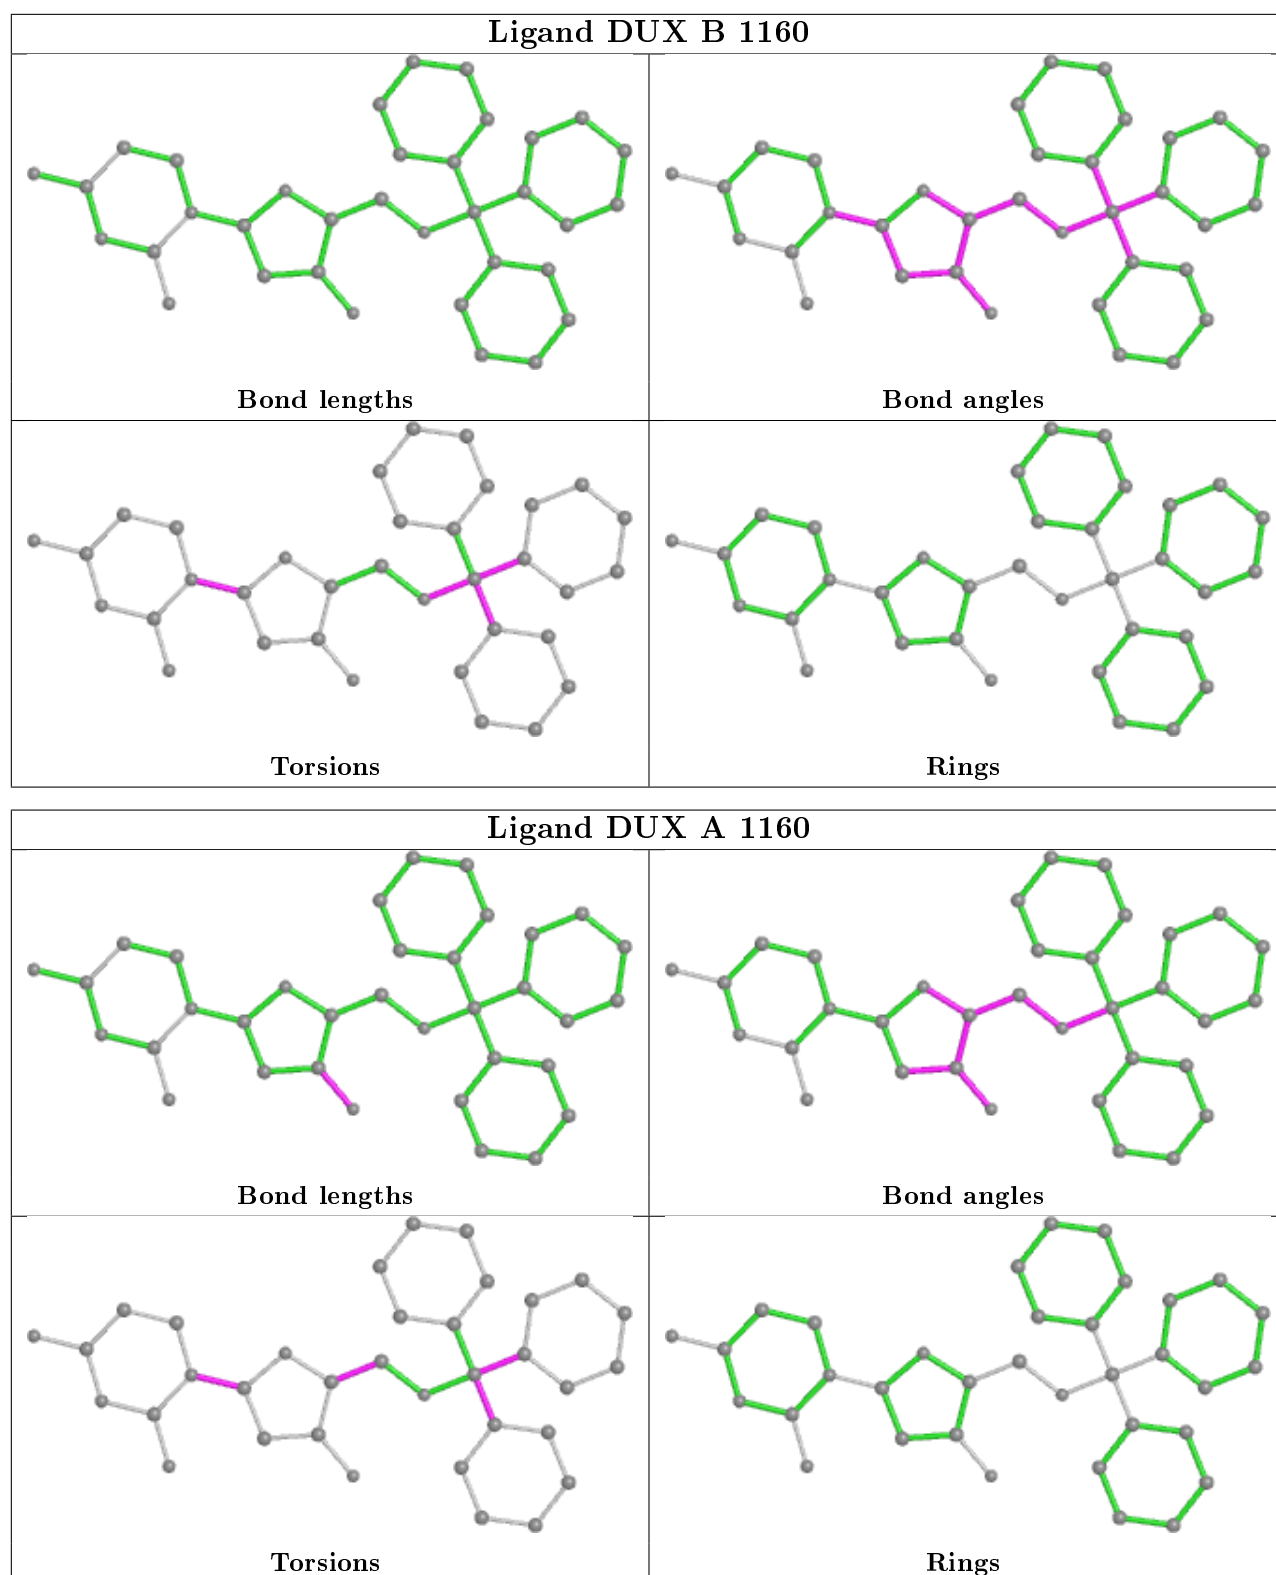 Ligand DUX B 1160
Bond lengths
Bond angles
Torsions
Rings
Ligand DUX A 1160
Bond lengths
Bond angles
Torsions
Rings